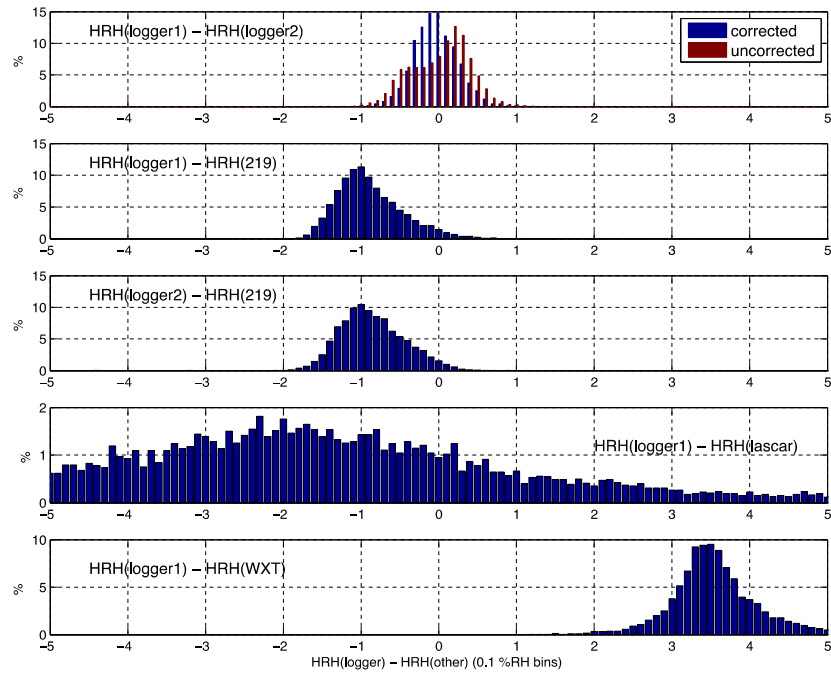 HRH(logger1) − HRH(logger2)
corrected
uncorrected
15
10
5
0
%
−5 −4 −3 −2 −1 0 1 2 3 4 5
HRH(logger1) − HRH(219)
15
10
5
0
%
−5 −4 −3 −2 −1 0 1 2 3 4 5
HRH(logger2) − HRH(219)
15
10
5
0
%
−5 −4 −3 −2 −1 0 1 2 3 4 5
HRH(logger1) − HRH(lascar)
2
1
0
%
−5 −4 −3 −2 −1 0 1 2 3 4 5
HRH(logger1) − HRH(WXT)
10
5
0
%
−5 −4 −3 −2 −1 0 1 2 3 4 5
HRH(logger) − HRH(other) (0.1 %RH bins)